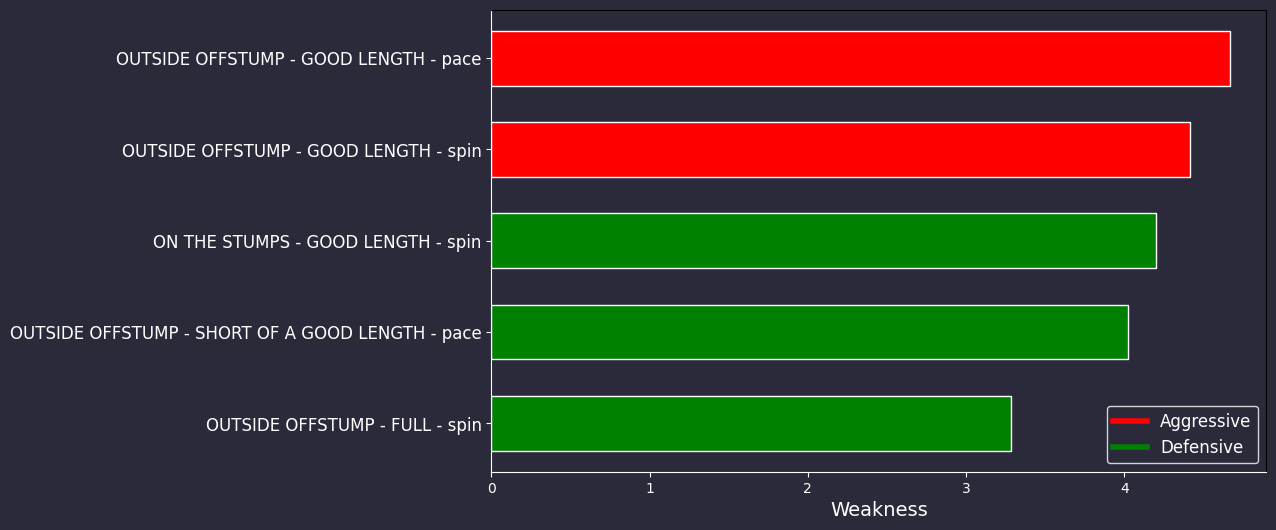 OUTSIDE OFFSTUMP - GOOD LENGTH - pace
OUTSIDE OFFSTUMP - GOOD LENGTH - spin
ON THE STUMPS - GOOD LENGTH - spin
OUTSIDE OFFSTUMP - SHORT OF A GOOD LENGTH - pace
OUTSIDE OFFSTUMP - FULL - spin
Aggressive
Defensive
0 1 2 3 4
Weakness